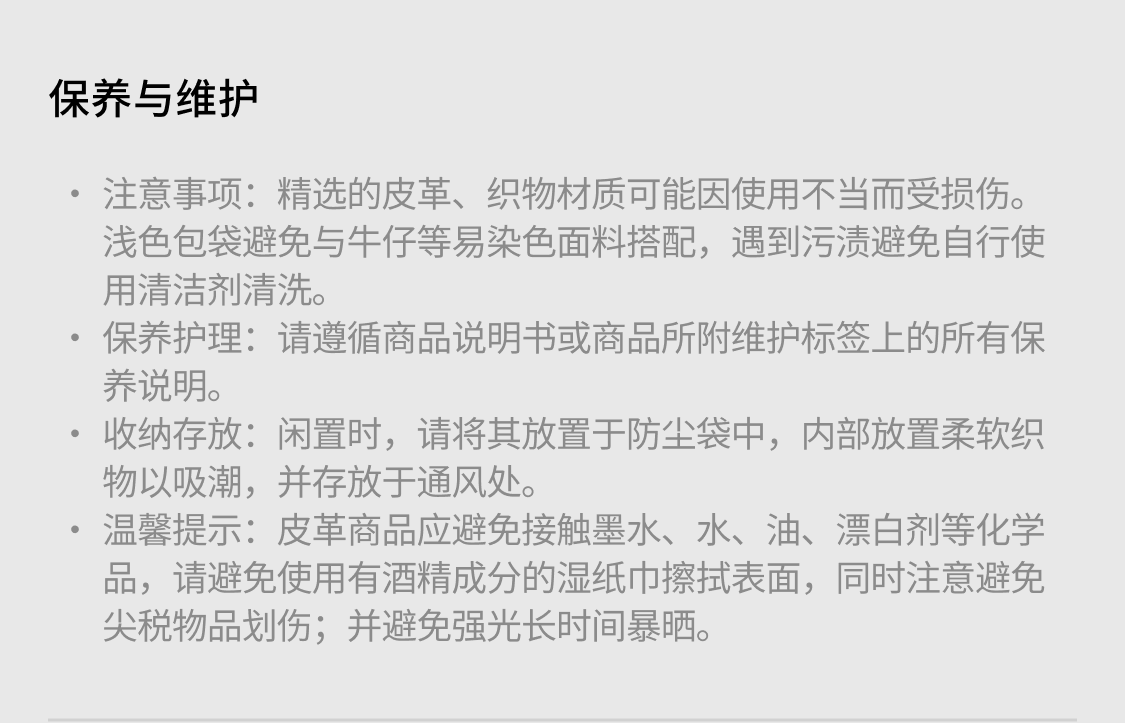 保养与维护
• 注意事项：精选的皮革、织物材质可能因使用不当而受损伤。
浅色包袋避免与牛仔等易染色面料搭配，遇到污渍避免自行使
用清洁剂清洗。
• 保养护理：请遵循商品说明书或商品所附维护标签上的所有保
养说明。
• 收纳存放：闲置时，请将其放置于防尘袋中，内部放置柔软织
物以吸潮，并存放于通风处。
• 温馨提示：皮革商品应避免接触墨水、水、油、漂白剂等化学
品，请避免使用有酒精成分的湿纸巾擦拭表面，同时注意避免
尖税物品划伤；并避免强光长时间暴晒。